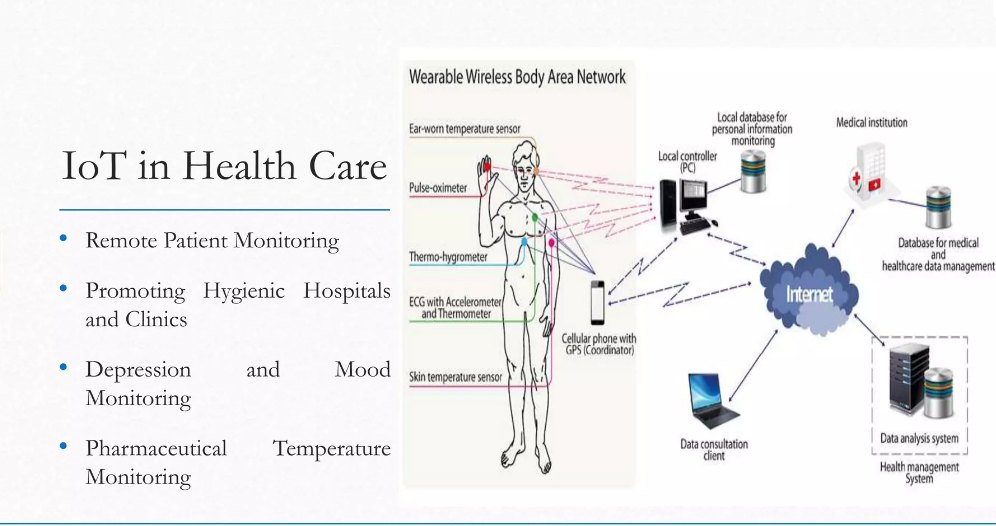 IoT in Health Care
• Remote Patient Monitoring
• Promoting Hygienic Hospitals
and Clinics
• Depression and Mood
Monitoring
• Pharmaceutical Temperature
Monitoring
Wearable Wireless Body Area Network
Ear-worn temperature sensor
Pulse-oximeter
Thermo-hygrometer
ECG with Accelerometer
and Thermometer
Skin temperature sensor
Cellular phone with
GPS (Coordinator)
Local controller
(PC)
Local database for
personal information
monitoring
Medical institution
Database for medical
and
healthcare data management
Internet
Data consultation
client
Data analysis system
Health management
System